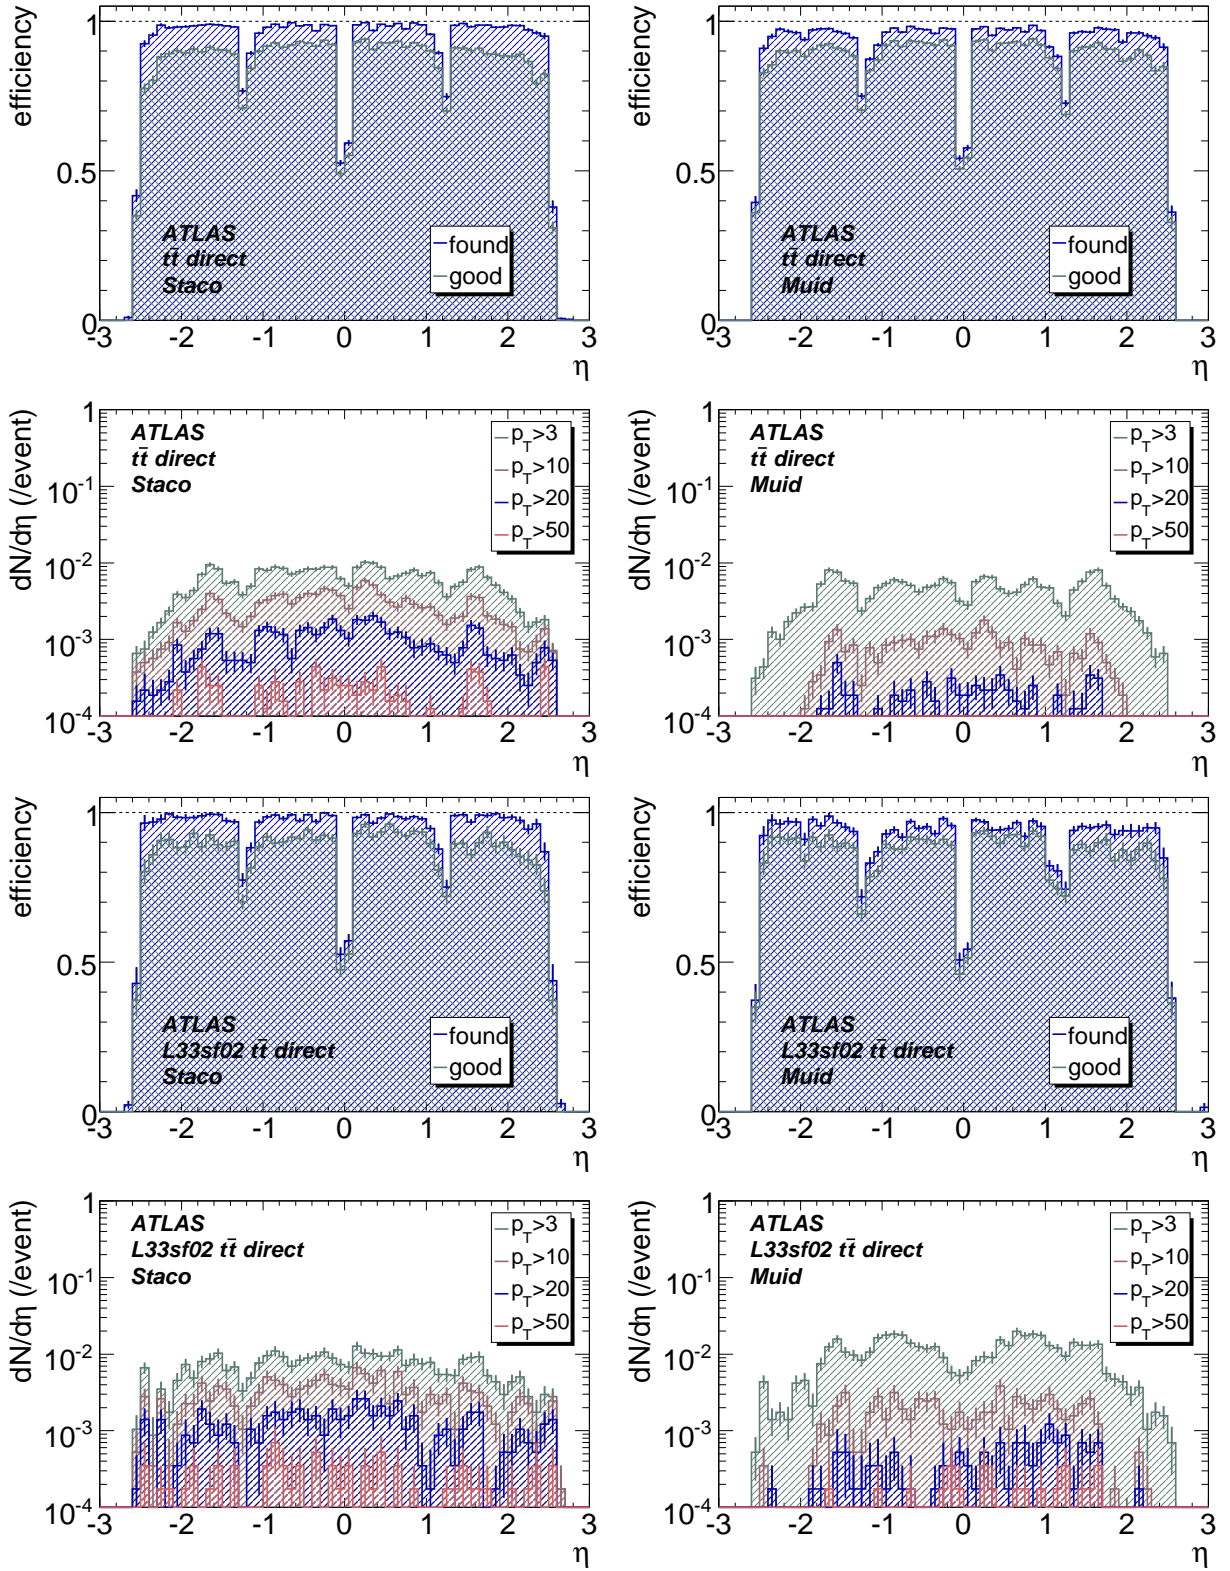 efficiency
1
0.5
0
ATLAS
tt̄ direct
Staco
found
good
-3 -2 -1 0 1 2 3
η
efficiency
1
0.5
0
ATLAS
tt̄ direct
Muid
found
good
-3 -2 -1 0 1 2 3
η
dN/dη (/event)
1
10⁻¹
10⁻²
10⁻³
10⁻⁴
ATLAS
tt̄ direct
Staco
p_T>3
p_T>10
p_T>20
p_T>50
-3 -2 -1 0 1 2 3
η
dN/dη (/event)
1
10⁻¹
10⁻²
10⁻³
10⁻⁴
ATLAS
tt̄ direct
Muid
p_T>3
p_T>10
p_T>20
p_T>50
-3 -2 -1 0 1 2 3
η
efficiency
1
0.5
0
ATLAS
L33sf02 tt̄ direct
Staco
found
good
-3 -2 -1 0 1 2 3
η
efficiency
1
0.5
0
ATLAS
L33sf02 tt̄ direct
Muid
found
good
-3 -2 -1 0 1 2 3
η
dN/dη (/event)
1
10⁻¹
10⁻²
10⁻³
10⁻⁴
ATLAS
L33sf02 tt̄ direct
Staco
p_T>3
p_T>10
p_T>20
p_T>50
-3 -2 -1 0 1 2 3
η
dN/dη (/event)
1
10⁻¹
10⁻²
10⁻³
10⁻⁴
ATLAS
L33sf02 tt̄ direct
Muid
p_T>3
p_T>10
p_T>20
p_T>50
-3 -2 -1 0 1 2 3
η